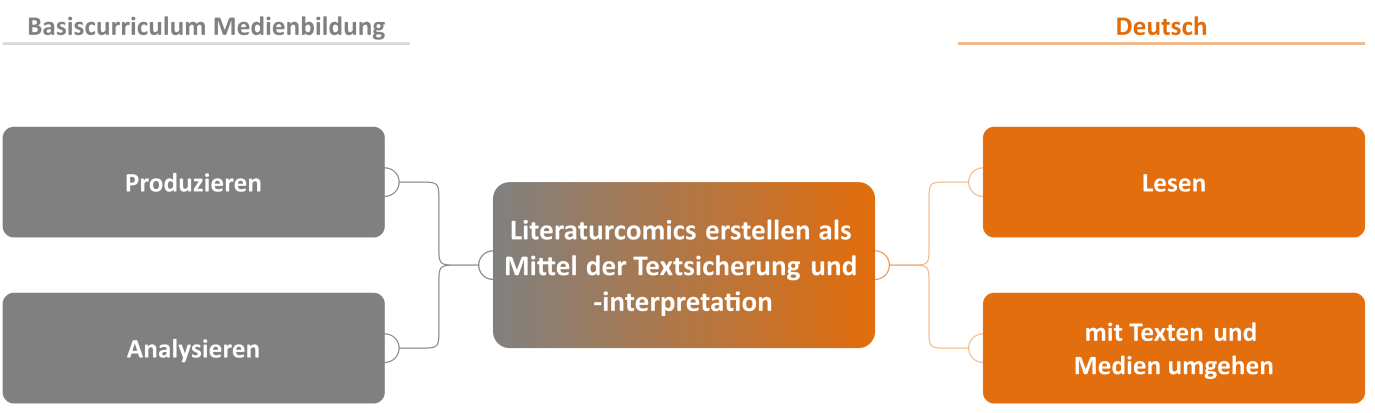 Basiscurriculum Medienbildung
Deutsch
Produzieren
Analysieren
Literaturcomics erstellen als
Mittel der Textsicherung und
-interpretation
Lesen
mit Texten und
Medien umgehen